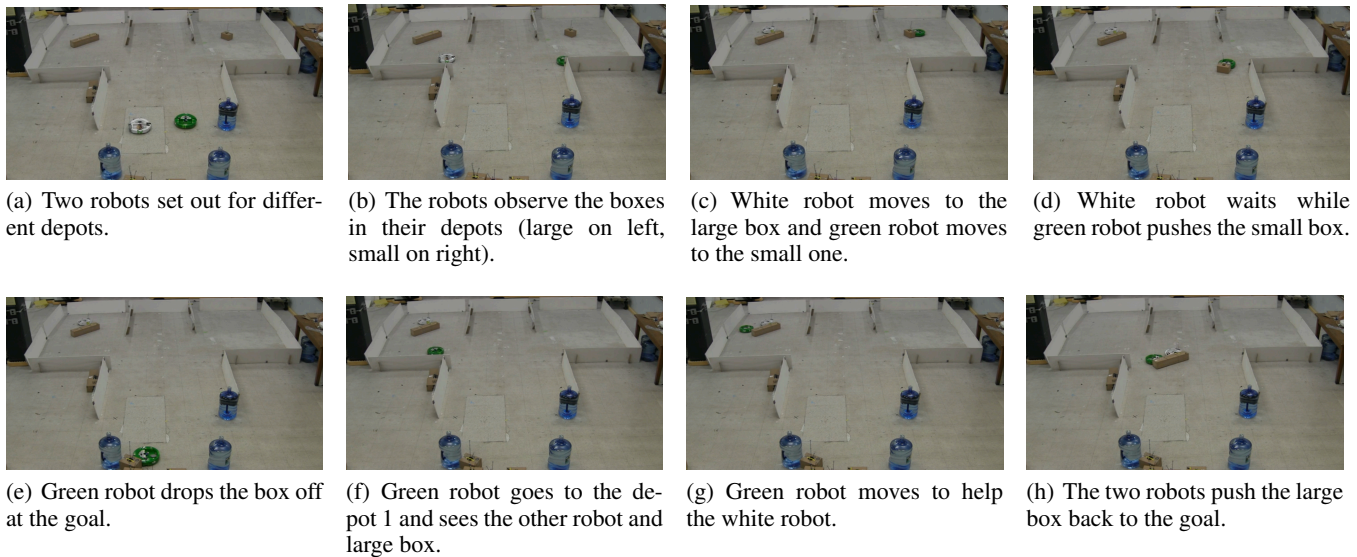 (a) Two robots set out for differ-
ent depots.
(b) The robots observe the boxes
in their depots (large on left,
small on right).
(c) White robot moves to the
large box and green robot moves
to the small one.
(d) White robot waits while
green robot pushes the small box.
(e) Green robot drops the box off
at the goal.
(f) Green robot goes to the de-
pot 1 and sees the other robot and
large box.
(g) Green robot moves to help
the white robot.
(h) The two robots push the large
box back to the goal.